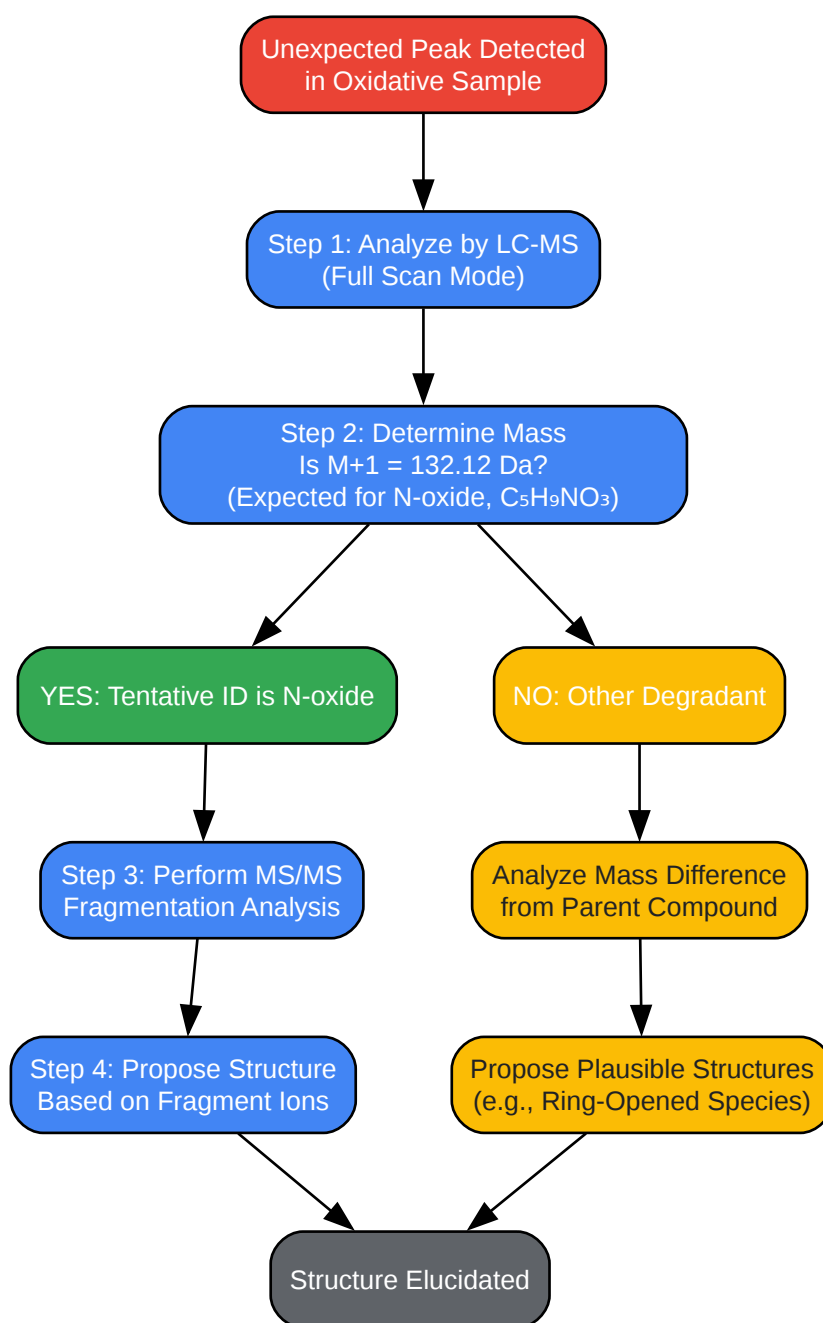 Unexpected Peak Detected
in Oxidative Sample
Step 1: Analyze by LC-MS
(Full Scan Mode)
Step 2: Determine Mass
Is M+1 = 132.12 Da?
(Expected for N-oxide, C₅H₉NO₃)
YES: Tentative ID is N-oxide
NO: Other Degradant
Step 3: Perform MS/MS
Fragmentation Analysis
Analyze Mass Difference
from Parent Compound
Step 4: Propose Structure
Based on Fragment Ions
Propose Plausible Structures
(e.g., Ring-Opened Species)
Structure Elucidated